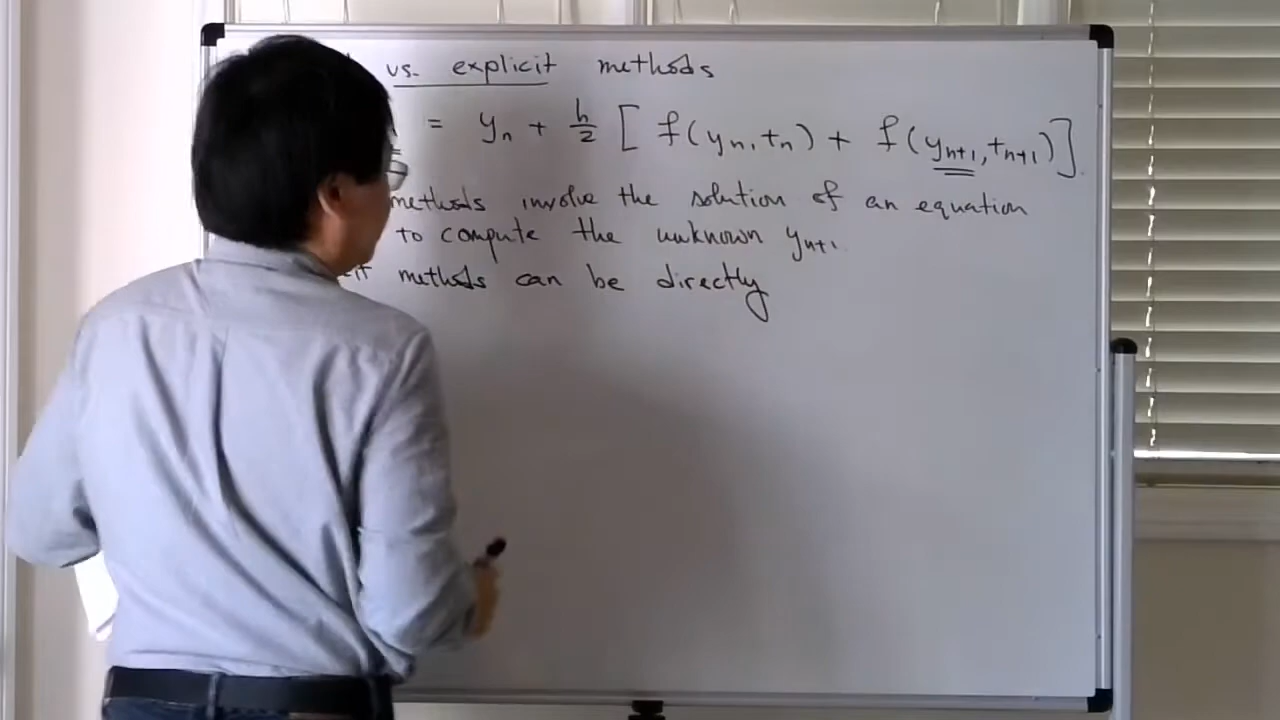 vs. explicit methods
= yn + h/2 [ f(yn, tn) + f(yn+1, tn+1) ]
methods involve the solution of an equation
to compute the unknown yn+1.
methods can be directly